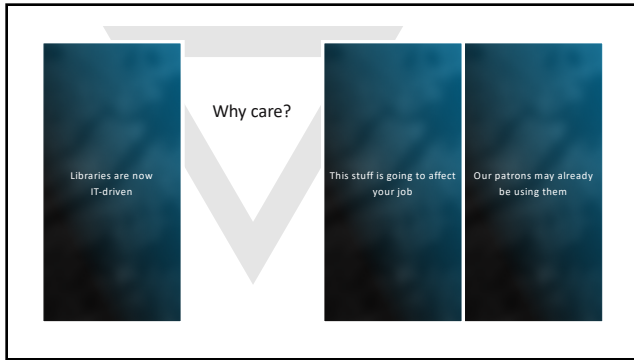 Why care?
Libraries are now
IT-driven
This stuff is going to affect
your job
Our patrons may already
be using them